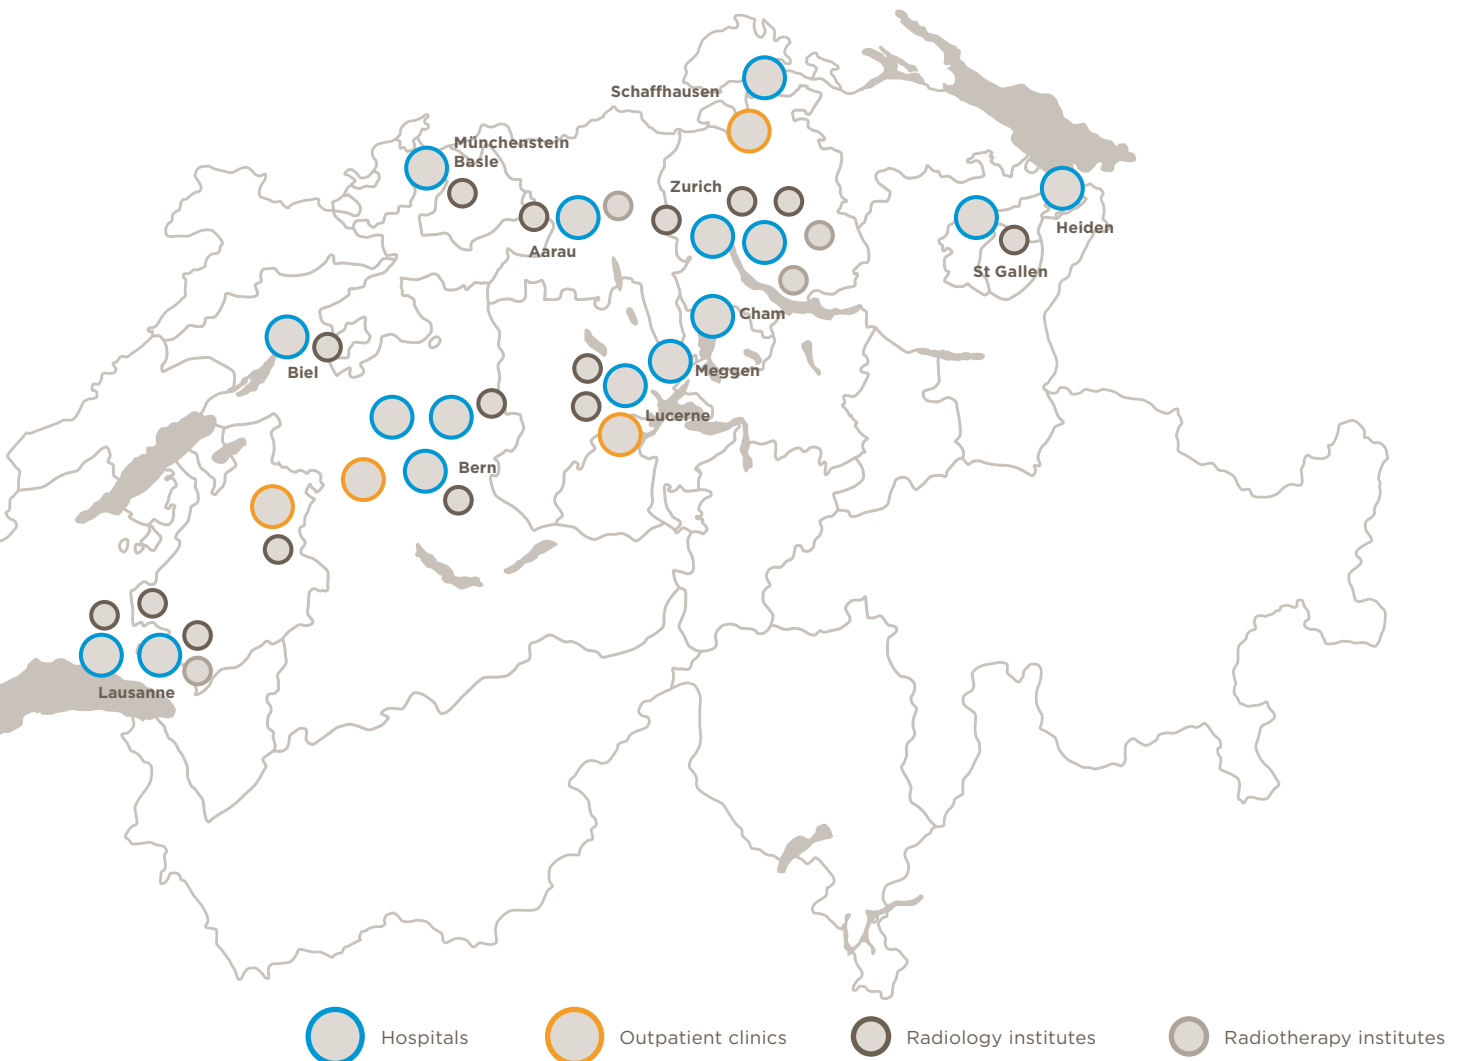 Schaffhausen
Münchenstein
Basle
Zurich
Aarau
Heiden
St Gallen
Cham
Biel
Meggen
Lucerne
Bern
Lausanne
Hospitals
Outpatient clinics
Radiology institutes
Radiotherapy institutes